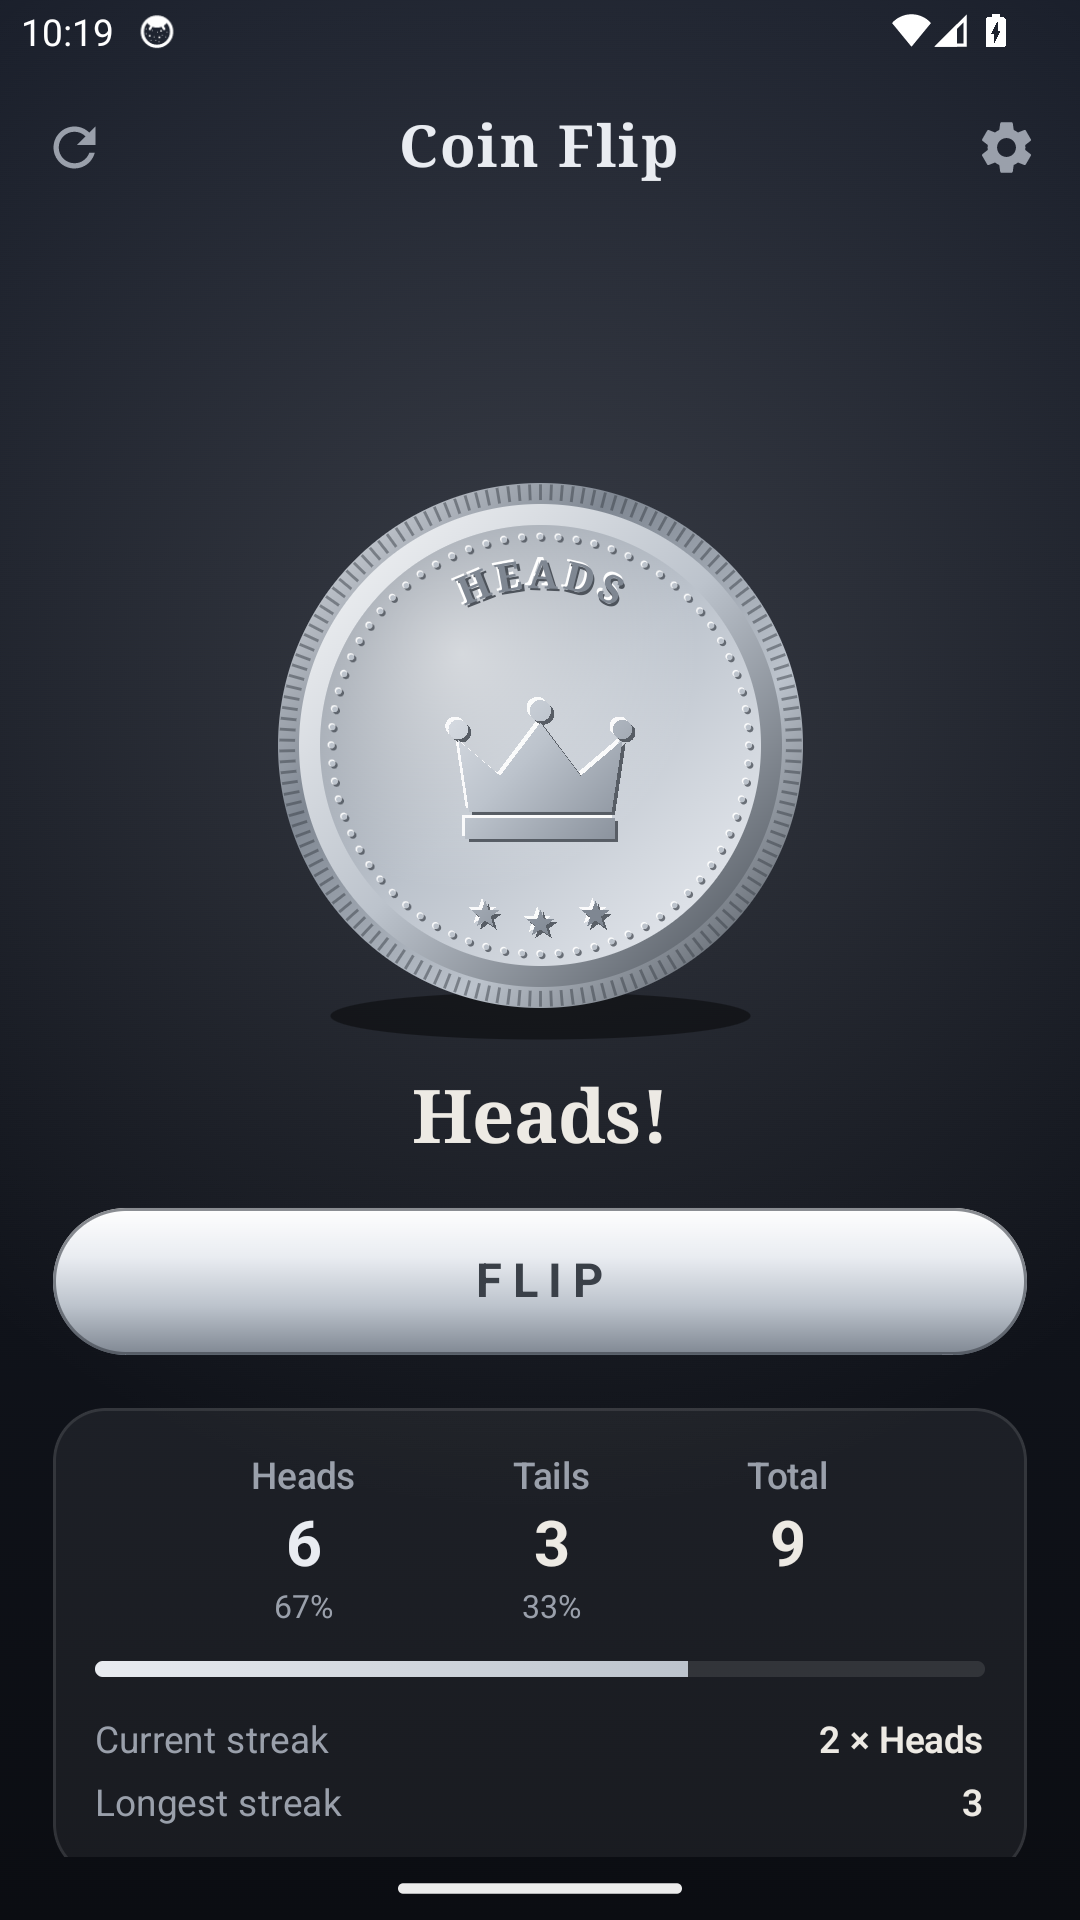 10:19
Coin Flip
HEADS
Heads!
FLIP
Heads Tails Total
6 3 9
67% 33%
Current streak 2 × Heads
Longest streak 3